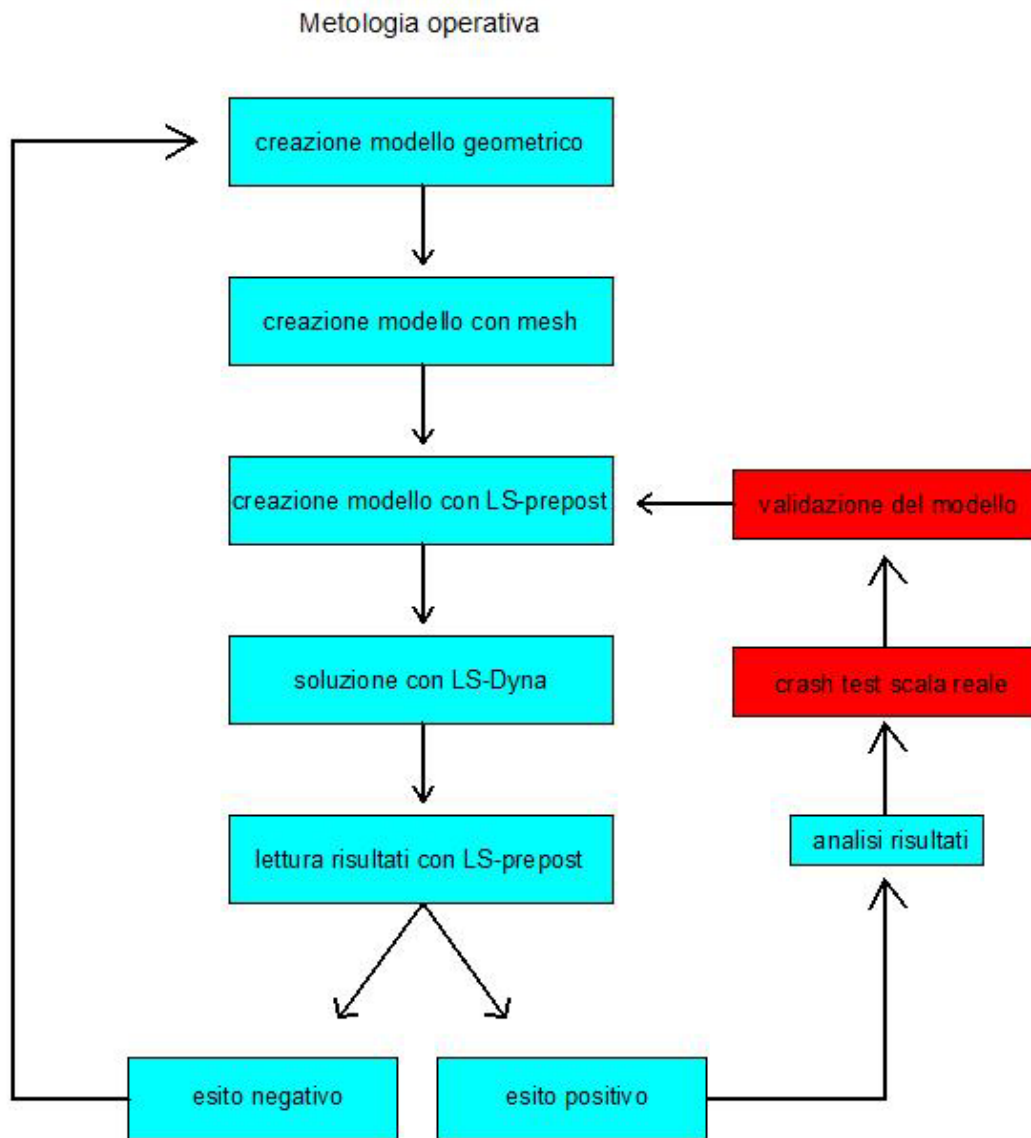 Metologia operativa
creazione modello geometrico
creazione modello con mesh
creazione modello con LS-prepost
validazione del modello
soluzione con LS-Dyna
crash test scala reale
lettura risultati con LS-prepost
analisi risultati
esito negativo
esito positivo